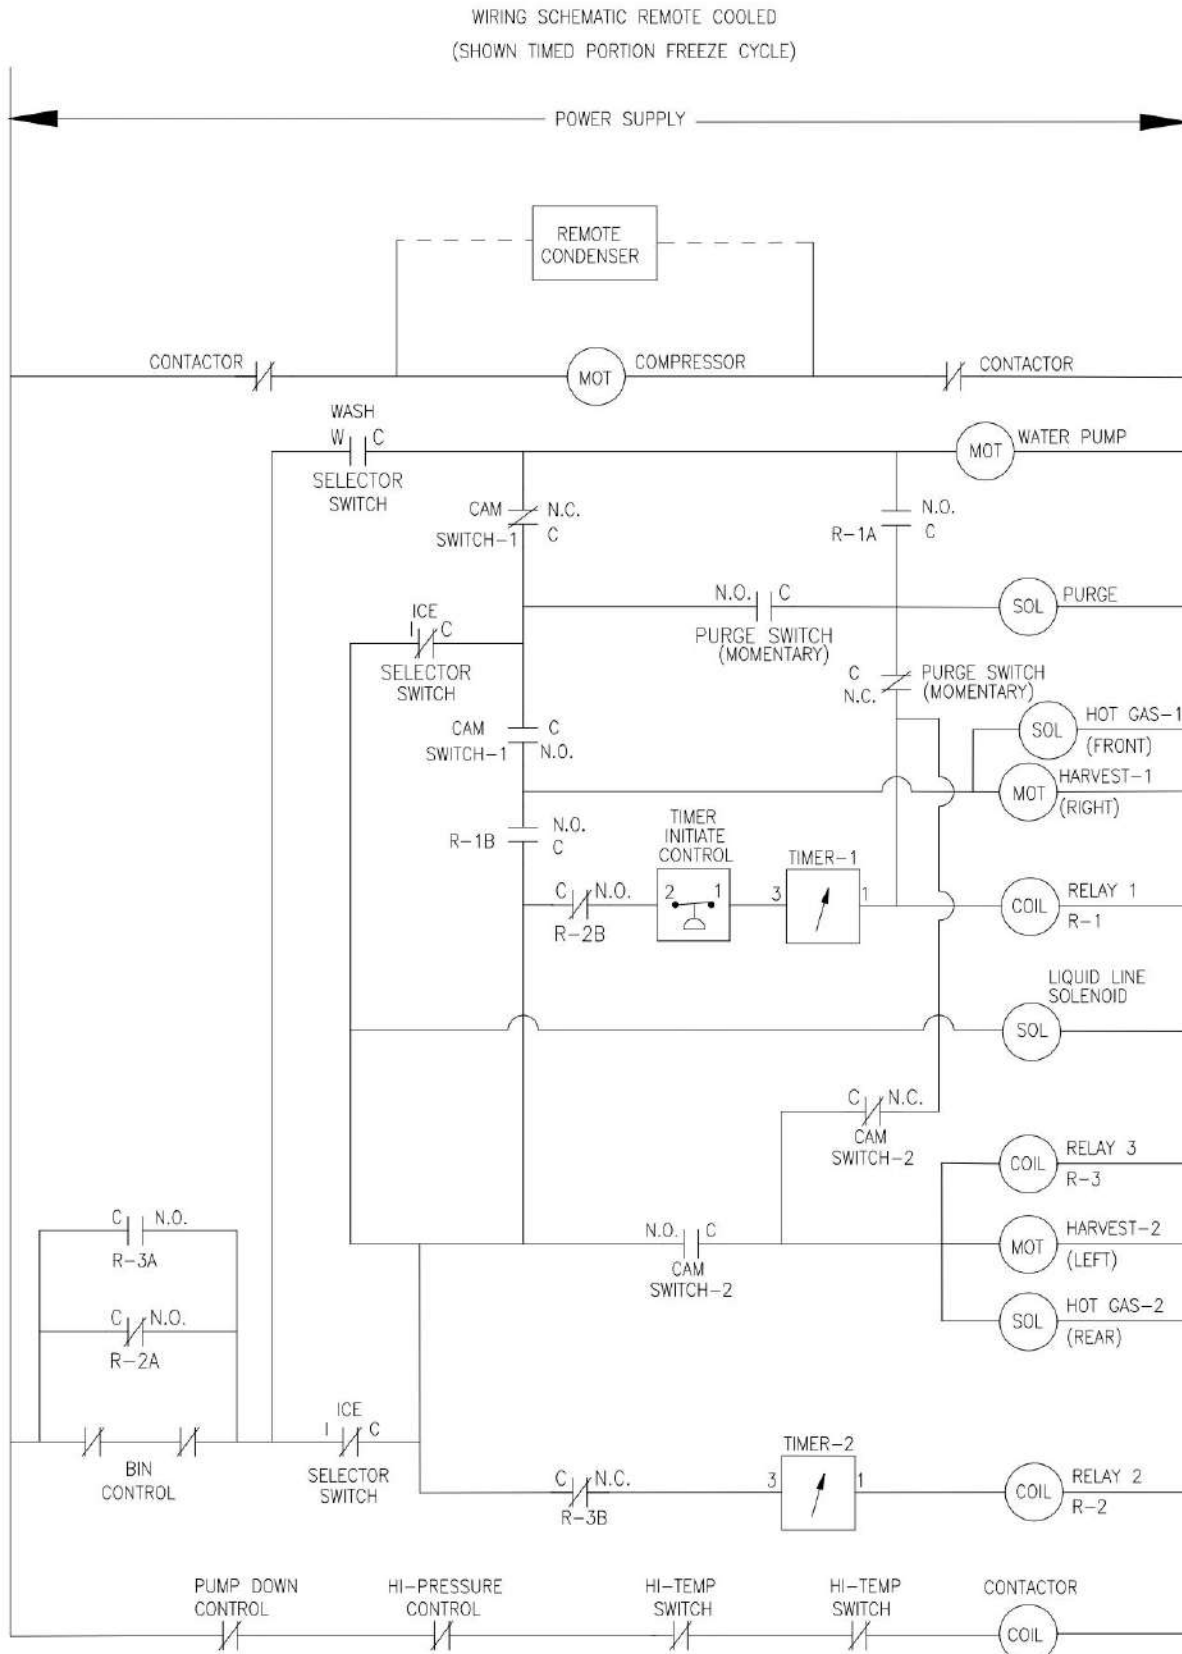 WIRING SCHEMATIC REMOTE COOLED
(SHOWN TIMED PORTION FREEZE CYCLE)
POWER SUPPLY
REMOTE
CONDENSER
CONTACTOR
MOT
COMPRESSOR
CONTACTOR
WASH
W C
SELECTOR
SWITCH
MOT
WATER PUMP
CAM
SWITCH-1
N.C.
C
R-1A
N.O.
C
N.O. C
PURGE SWITCH
(MOMENTARY)
SOL
PURGE
ICE
I C
SELECTOR
SWITCH
C
N.C.
PURGE SWITCH
(MOMENTARY)
CAM
SWITCH-1
C
N.O.
SOL
HOT GAS-1
(FRONT)
MOT
HARVEST-1
(RIGHT)
R-1B
N.O.
C
TIMER
INITIATE
CONTROL
2 1
TIMER-1
3 1
C N.O.
R-2B
COIL
RELAY 1
R-1
LIQUID LINE
SOLENOID
SOL
C N.C.
CAM
SWITCH-2
COIL
RELAY 3
R-3
C N.O.
R-3A
N.O. C
CAM
SWITCH-2
MOT
HARVEST-2
(LEFT)
C N.O.
R-2A
SOL
HOT GAS-2
(REAR)
BIN
CONTROL
ICE
I C
SELECTOR
SWITCH
C N.C.
R-3B
TIMER-2
3 1
COIL
RELAY 2
R-2
PUMP DOWN
CONTROL
HI-PRESSURE
CONTROL
HI-TEMP
SWITCH
HI-TEMP
SWITCH
CONTACTOR
COIL